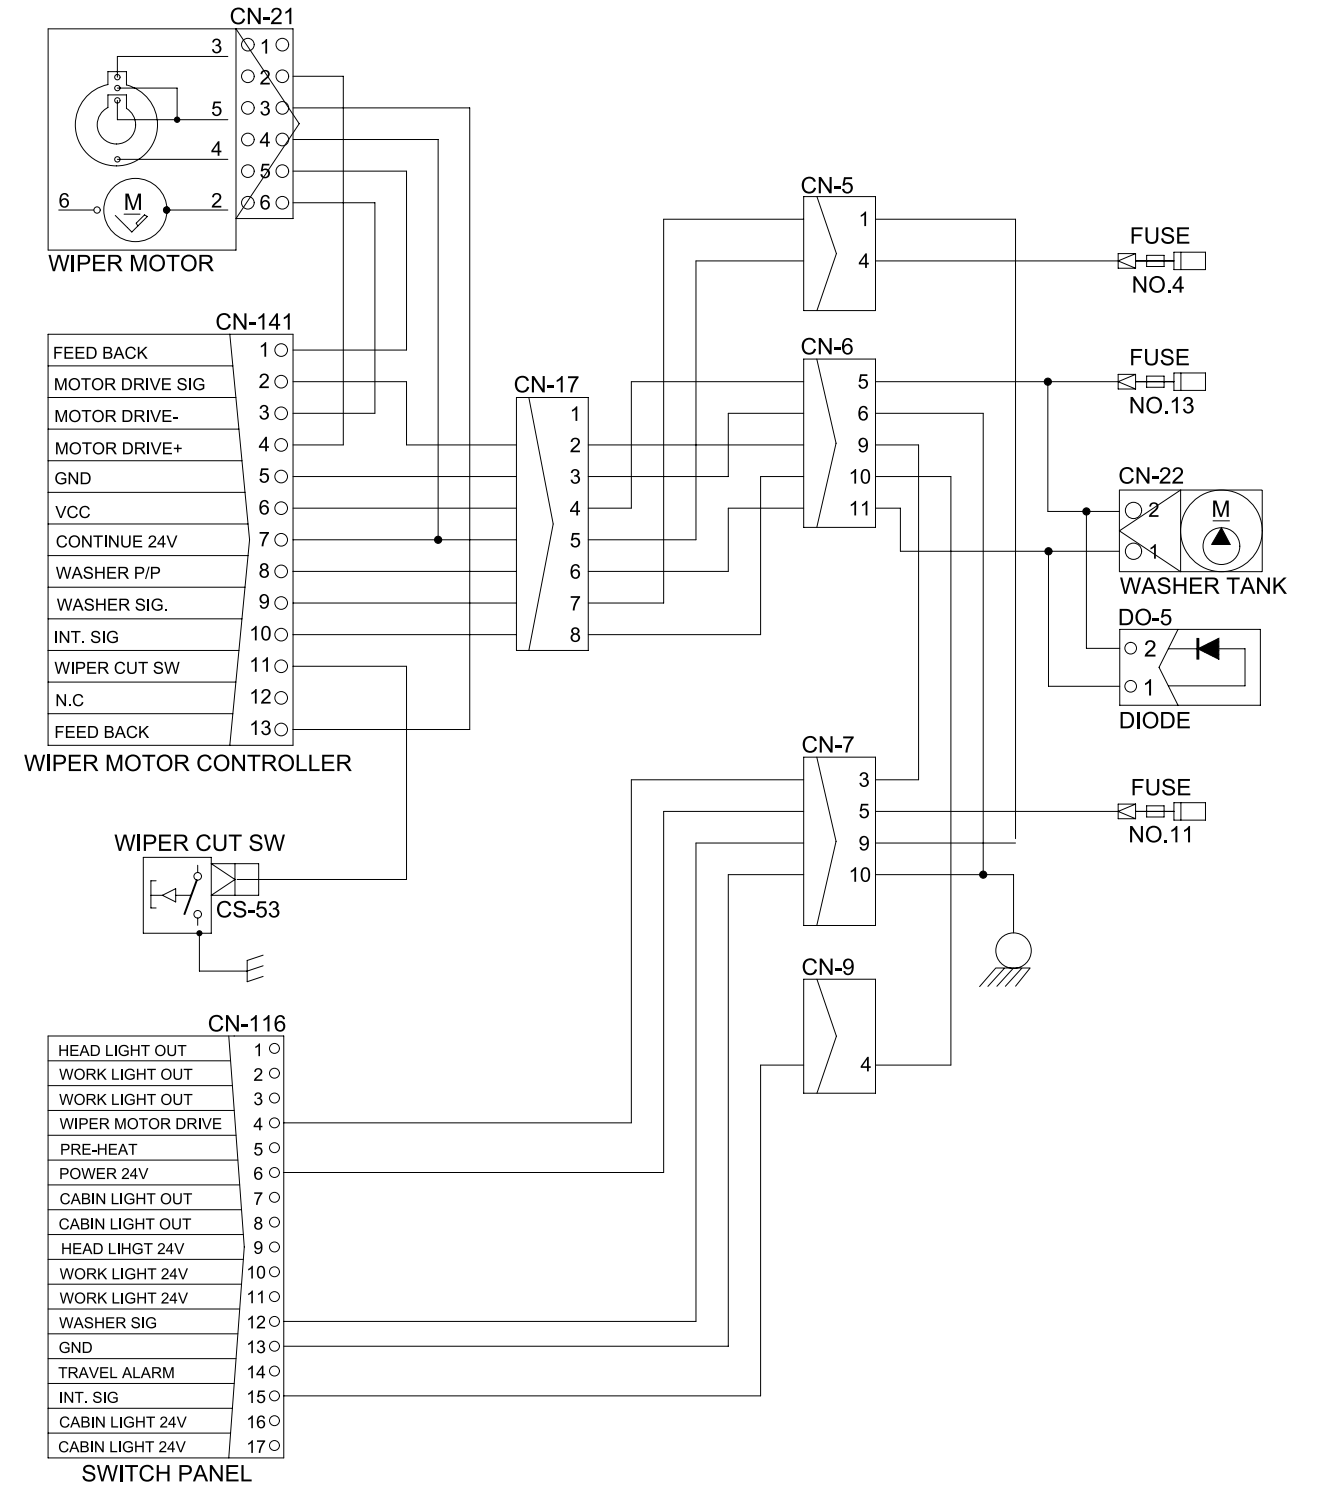 CN-21
3
1
2
5
3
4
4
5
6
M
2
6
WIPER MOTOR
CN-141
FEED BACK 1
MOTOR DRIVE SIG 2
MOTOR DRIVE- 3
MOTOR DRIVE+ 4
GND 5
VCC 6
CONTINUE 24V 7
WASHER P/P 8
WASHER SIG. 9
INT. SIG 10
WIPER CUT SW 11
N.C 12
FEED BACK 13
WIPER MOTOR CONTROLLER
WIPER CUT SW
CS-53
CN-116
HEAD LIGHT OUT 1
WORK LIGHT OUT 2
WORK LIGHT OUT 3
WIPER MOTOR DRIVE 4
PRE-HEAT 5
POWER 24V 6
CABIN LIGHT OUT 7
CABIN LIGHT OUT 8
HEAD LIHGT 24V 9
WORK LIGHT 24V 10
WORK LIGHT 24V 11
WASHER SIG 12
GND 13
TRAVEL ALARM 14
INT. SIG 15
CABIN LIGHT 24V 16
CABIN LIGHT 24V 17
SWITCH PANEL
CN-17
1
2
3
4
5
6
7
8
CN-5
1
4
CN-6
5
6
9
10
11
CN-7
3
5
9
10
CN-9
4
FUSE
NO.4
FUSE
NO.13
CN-22
2
M
1
WASHER TANK
DO-5
2
1
DIODE
FUSE
NO.11